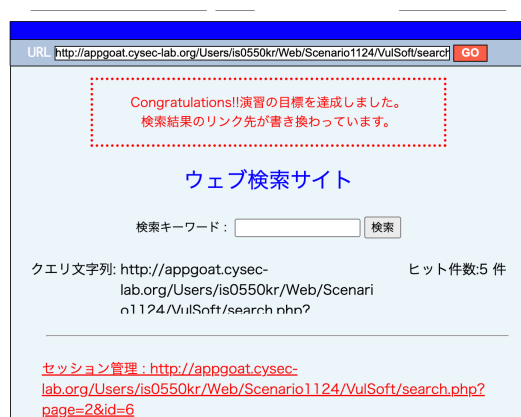 URL http://appgoat.cysec-lab.org/Users/is0550kr/Web/Scenario1124/VulSoft/search GO
Congratulations!!演習の目標を達成しました。
検索結果のリンク先が書き換わっています。
ウェブ検索サイト
検索キーワード : 検索
クエリ文字列: http://appgoat.cysec- ヒット件数:5 件
lab.org/Users/is0550kr/Web/Scenari
o1124/VulSoft/search.php?
セッション管理 : http://appgoat.cysec-
lab.org/Users/is0550kr/Web/Scenario1124/VulSoft/search.php?
page=2&id=6